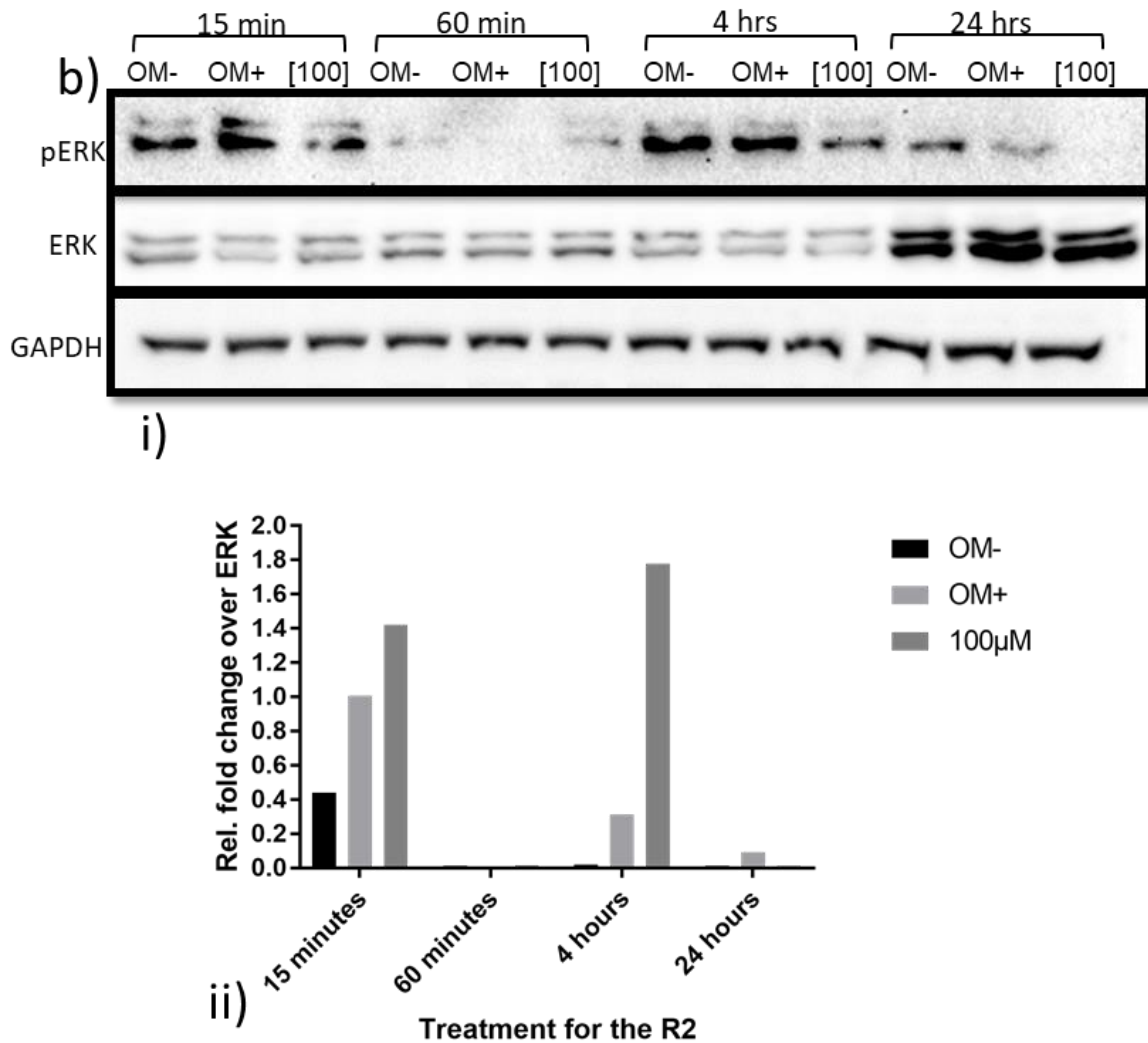 15 min 60 min 4 hrs 24 hrs
b) OM- OM+ [100] OM- OM+ [100] OM- OM+ [100] OM- OM+ [100]
pERK
ERK
GAPDH
i)
Rel. fold change over ERK
2.0
1.8
1.6
1.4
1.2
1.0
0.8
0.6
0.4
0.2
0.0
OM-
OM+
100µM
15 minutes
60 minutes
4 hours
24 hours
ii)
Treatment for the R2